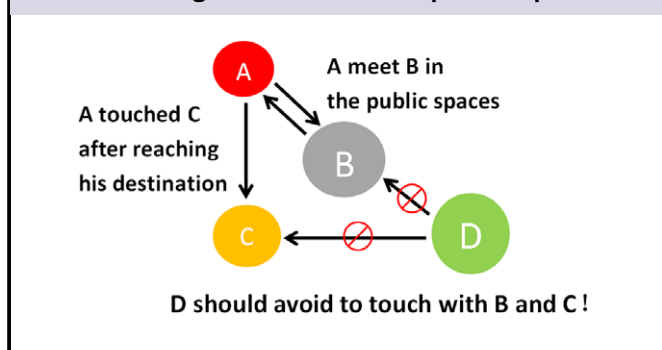 A
A meet B in
the public spaces
A touched C
after reaching
his destination
B
C
D
D should avoid to touch with B and C!